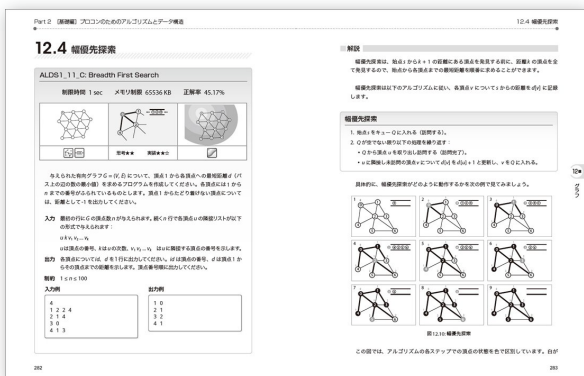 Part 2 【基礎編】プロコンのためのアルゴリズムとデータ構造
12.4 幅優先探索
ALDS1_11_C: Breadth First Search
制限時間 1 sec メモリ制限 65536 KB 正解率 45.17%
思考★★ 実装★★☆
与えられた有向グラフ G = (V, E) について、頂点 1 から各頂点への最短距離 d(パ
ス上の辺の数の最小値)を求めるプログラムを作成してください。各頂点には 1 から
n までの番号がふられているものとします。頂点 1 からたどり着けない頂点について
は、距離として-1 を出力してください。
入力 最初の行に G の頂点数 n が与えられます。続く n 行で各頂点 u の隣接リストが以下
の形式で与えられます:
u k v₁ v₂ ... vₖ
u は頂点の番号、k は u の次数、v₁ v₂ ... vₖ は u に隣接する頂点の番号を示します。
出力 各頂点については、d を1 行に出力してください。id は頂点の番号、d は頂点 1 か
らその頂点までの距離を示します。頂点番号順に出力してください。
制約 1 ≤ n ≤ 100
入力例
4
1 2 2 4
2 1 4
3 0
4 1 3
出力例
1 0
2 1
3 2
4 1
282
12.4 幅優先探索
解説
幅優先探索は、始点 s から k + 1 の距離にある頂点を発見する前に、距離 k の頂点を全
て発見するので、始点から各頂点までの最短距離を順番に求めることができます。
幅優先探索は以下のアルゴリズムに従い、各頂点 v について s からの距離を d[v] に記録
します。
幅優先探索
1. 始点 s をキュー Q に入れる(訪問する)。
2. Q が空でない限り以下の処理を繰り返す:
• Q から頂点 u を取り出し訪問する(訪問完了)。
• u に隣接し未訪問の頂点 v について d[v] を d[u] + 1 と更新し、v を Q に入れる。
具体的に、幅優先探索がどのように動作するかを次の例で見てみましょう。
12章
グラフ
図 12.10: 幅優先探索
この図では、アルゴリズムの各ステップでの頂点の状態を色で区別しています。白が
283